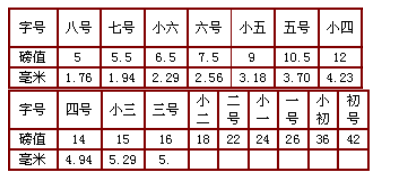 字号 八号 七号 小六 六号 小五 五号 小四
磅值 5 5.5 6.5 7.5 9 10.5 12
毫米 1.76 1.94 2.29 2.56 3.18 3.70 4.23
字号 四号 小三 三号 小二 二号 小一 一号 小初 初号
磅值 14 15 16 18 22 24 26 36 42
毫米 4.94 5.29 5.